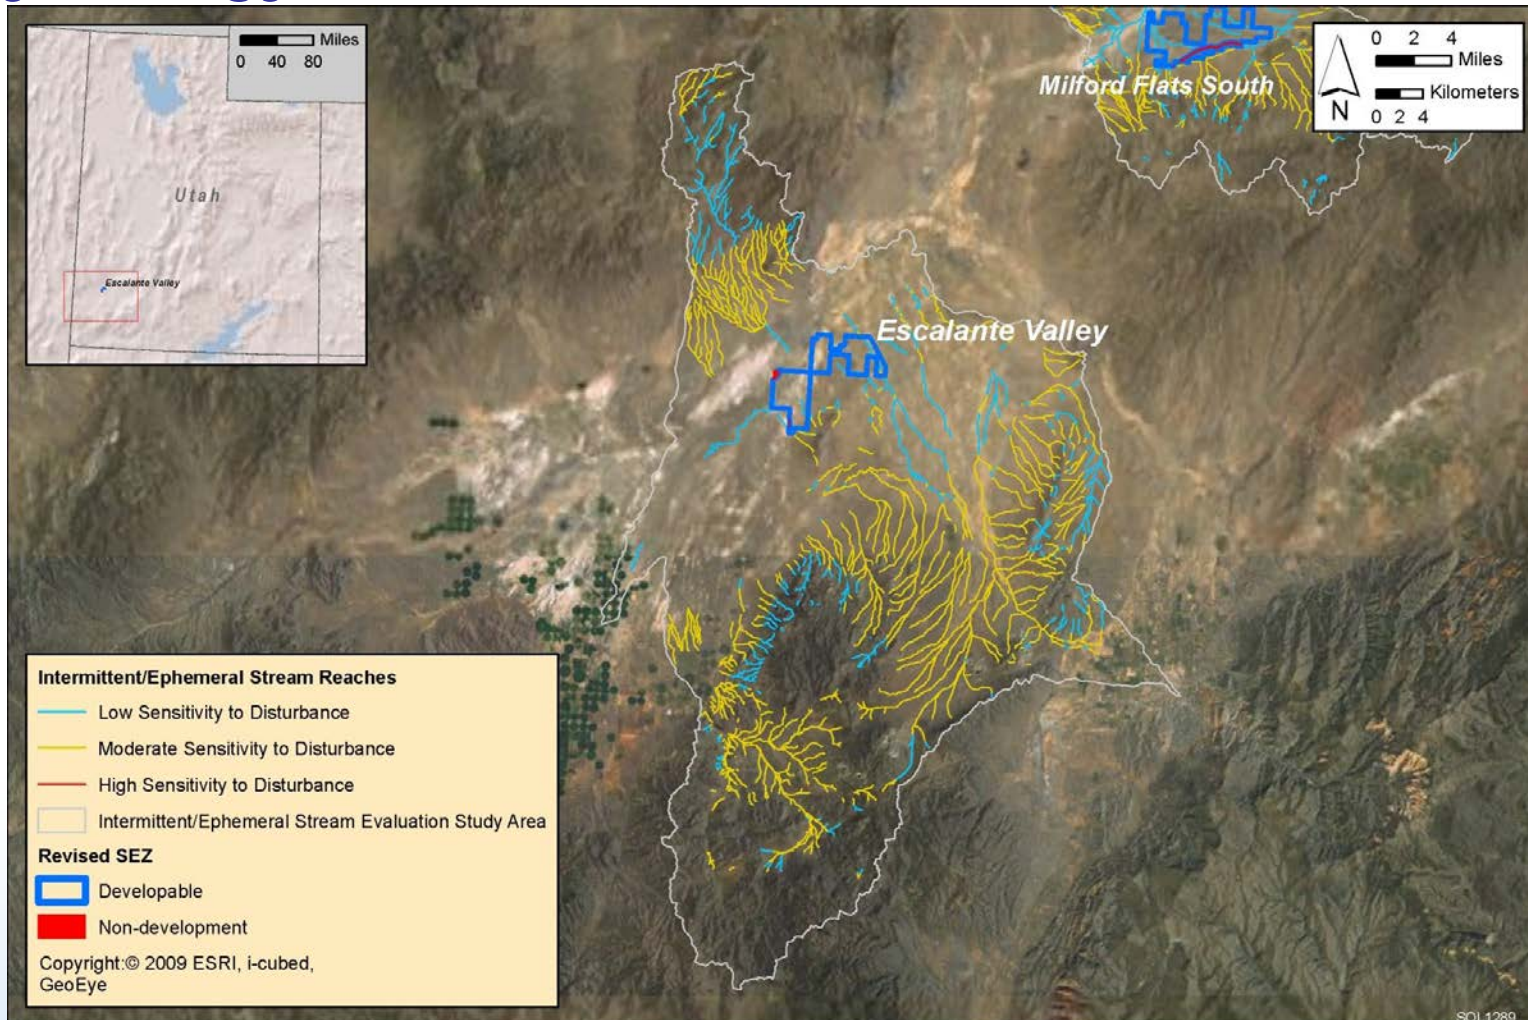 Miles
0 40 80
Utah
Escalante Valley
Milford Flats South
0 2 4
Miles
Kilometers
0 2 4
N
Escalante Valley
Intermittent/Ephemeral Stream Reaches
Low Sensitivity to Disturbance
Moderate Sensitivity to Disturbance
High Sensitivity to Disturbance
Intermittent/Ephemeral Stream Evaluation Study Area
Revised SEZ
Developable
Non-development
Copyright:© 2009 ESRI, i-cubed,
GeoEye
SOL1289